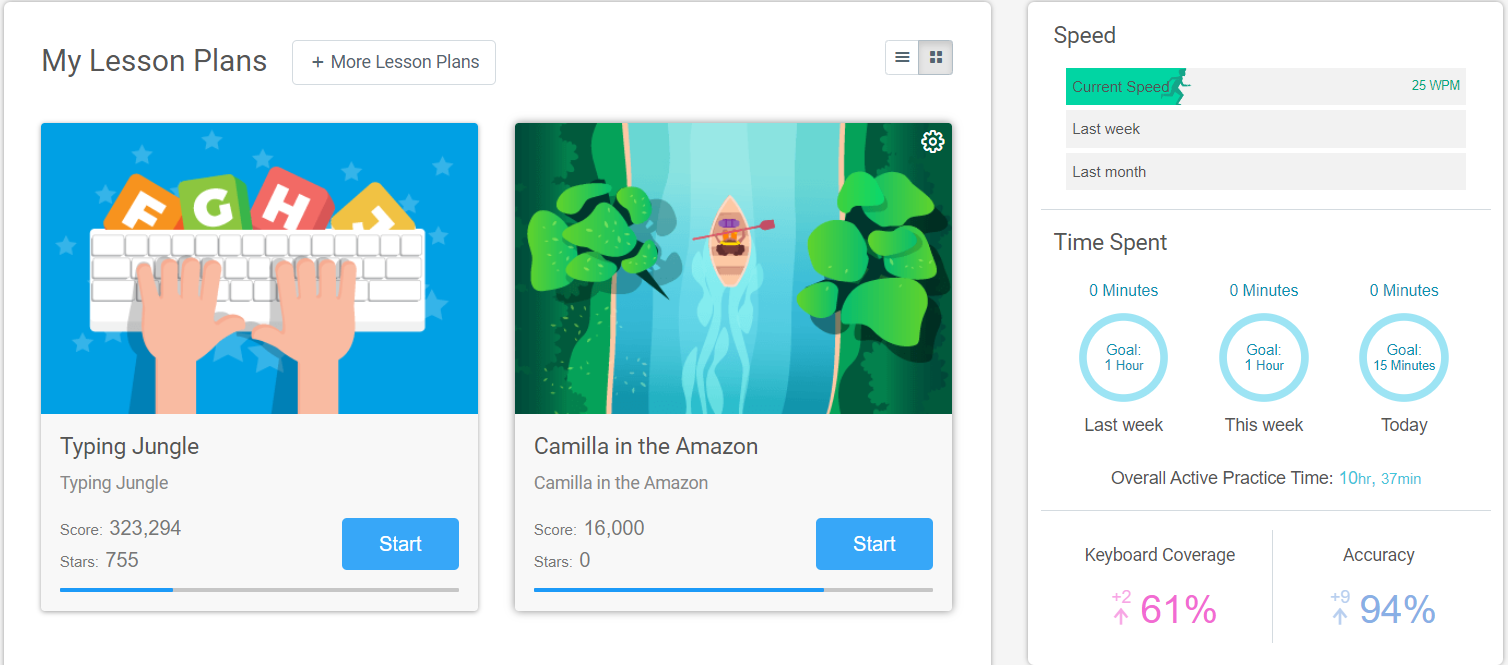 My Lesson Plans
+ More Lesson Plans
F G H J
Typing Jungle
Typing Jungle
Score: 323,294
Stars: 755
Start
Camilla in the Amazon
Camilla in the Amazon
Score: 16,000
Stars: 0
Start
Speed
Current Speed 25 WPM
Last week
Last month
Time Spent
0 Minutes 0 Minutes 0 Minutes
Goal: Goal: Goal:
1 Hour 1 Hour 15 Minutes
Last week This week Today
Overall Active Practice Time: 10hr, 37min
Keyboard Coverage Accuracy
+2 61% +9 94%